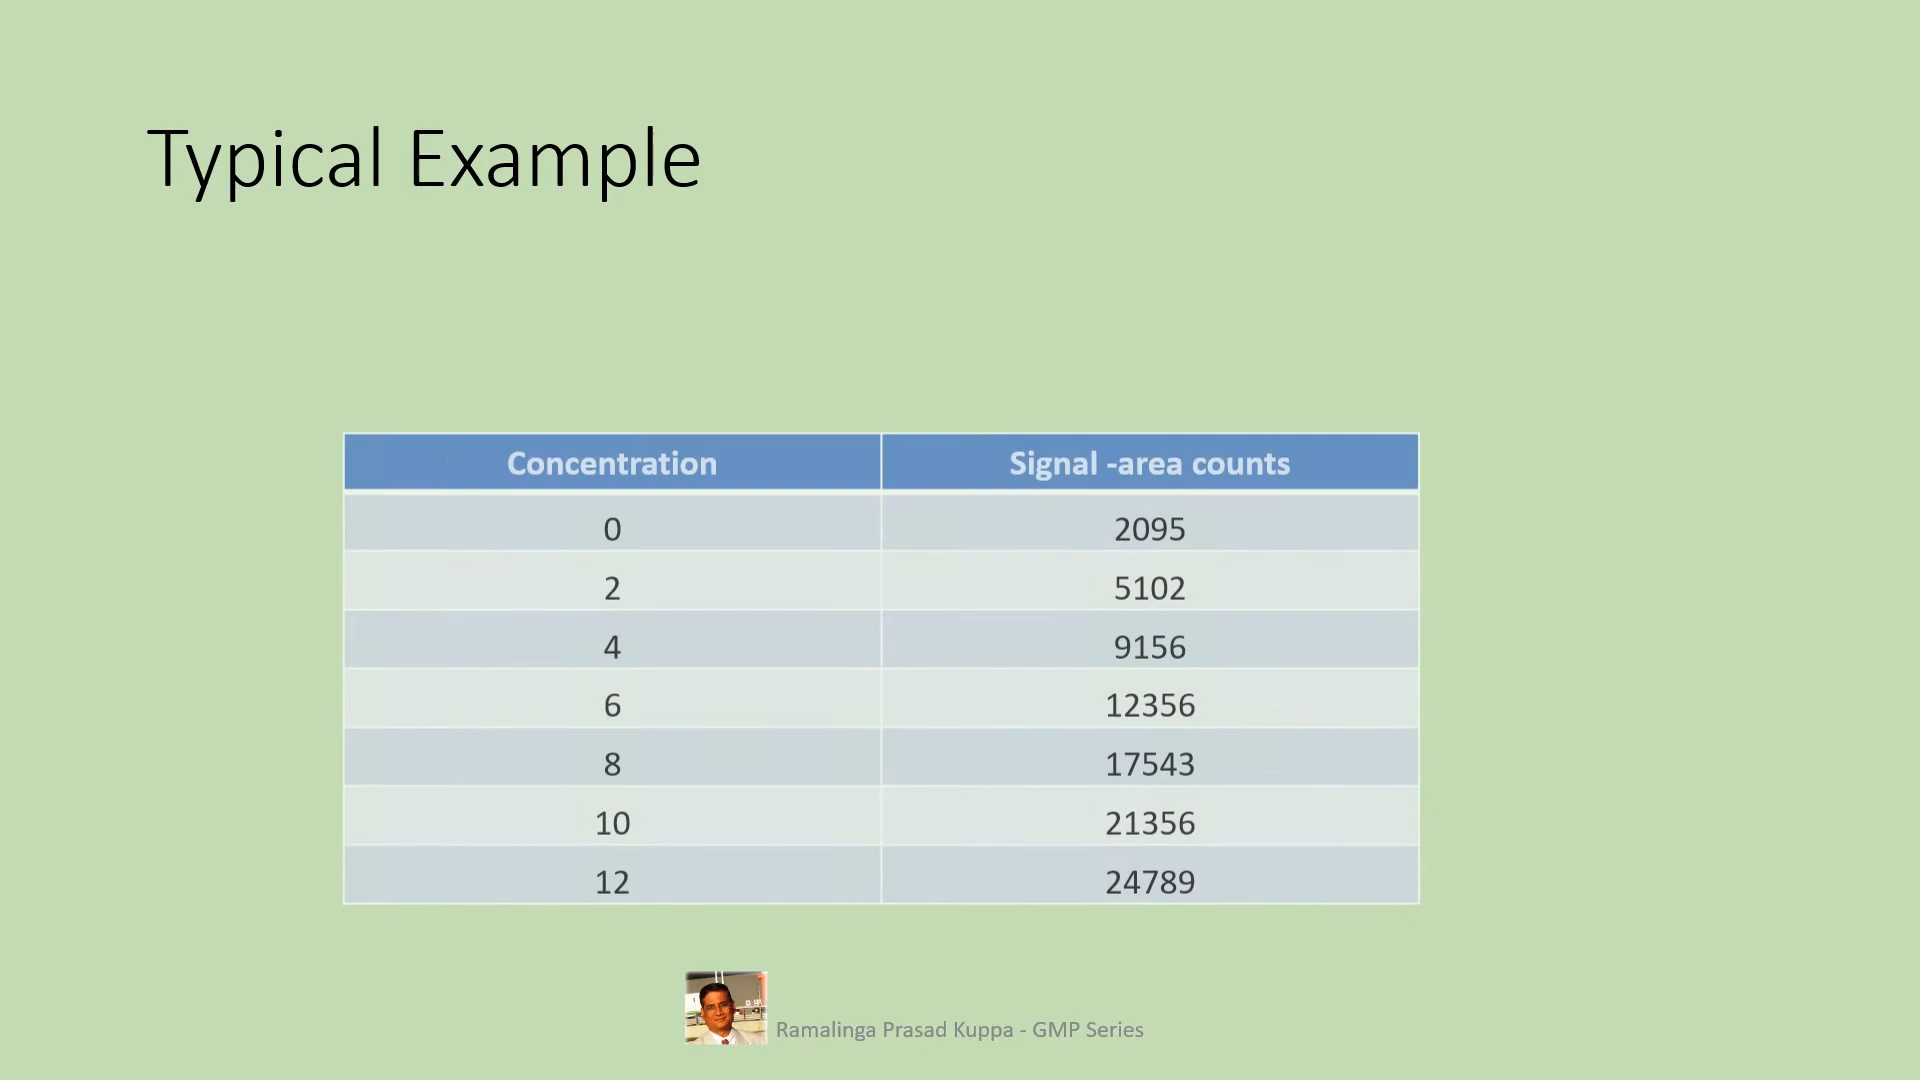 Typical Example
Concentration Signal -area counts
0 2095
2 5102
4 9156
6 12356
8 17543
10 21356
12 24789
Ramalinga Prasad Kuppa - GMP Series